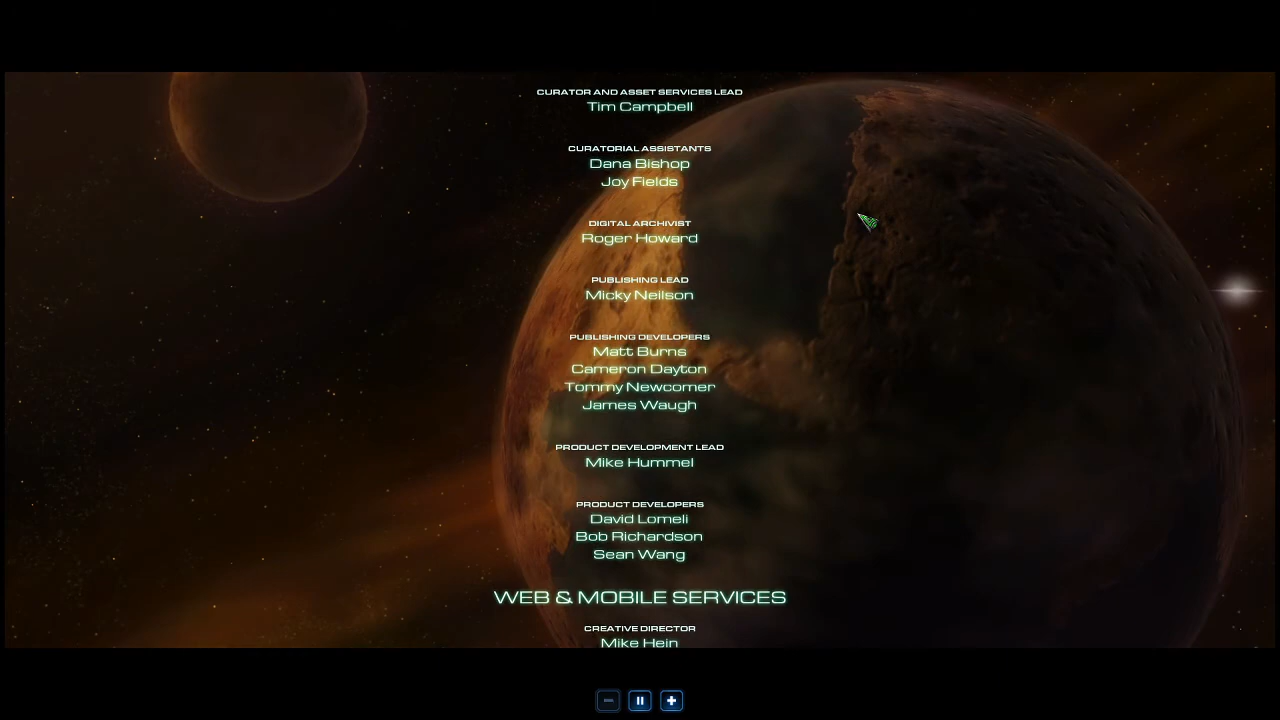 CURATOR AND ASSET SERVICES LEAD
Tim Campbell
CURATORIAL ASSISTANTS
Dana Bishop
Joy Fields
DIGITAL ARCHIVIST
Roger Howard
PUBLISHING LEAD
Micky Neilson
PUBLISHING DEVELOPERS
Matt Burns
Cameron Dayton
Tommy Newcomer
James Waugh
PRODUCT DEVELOPMENT LEAD
Mike Hummel
PRODUCT DEVELOPERS
David Lomeli
Bob Richardson
Sean Wang
WEB & MOBILE SERVICES
CREATIVE DIRECTOR
Mike Hein